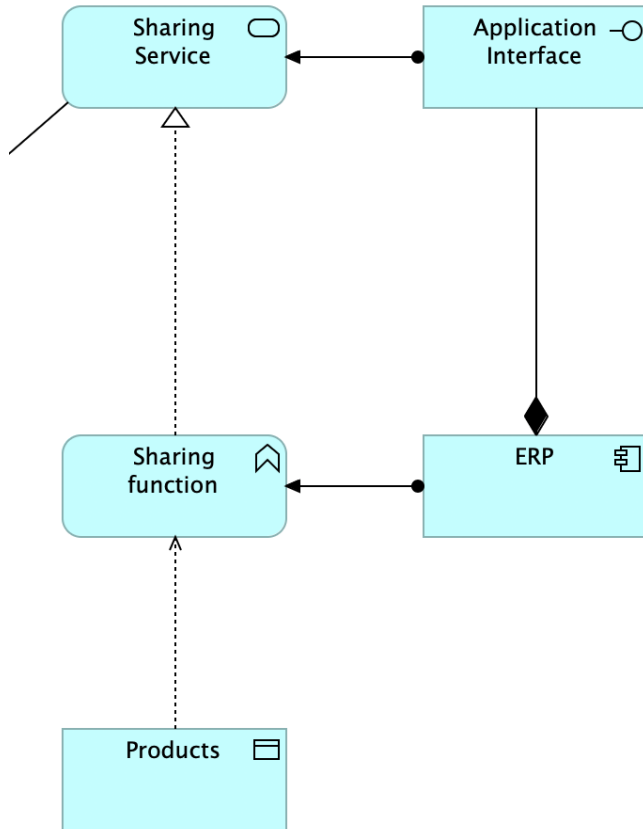 Sharing
Service
Application
Interface
Sharing
function
ERP
Products